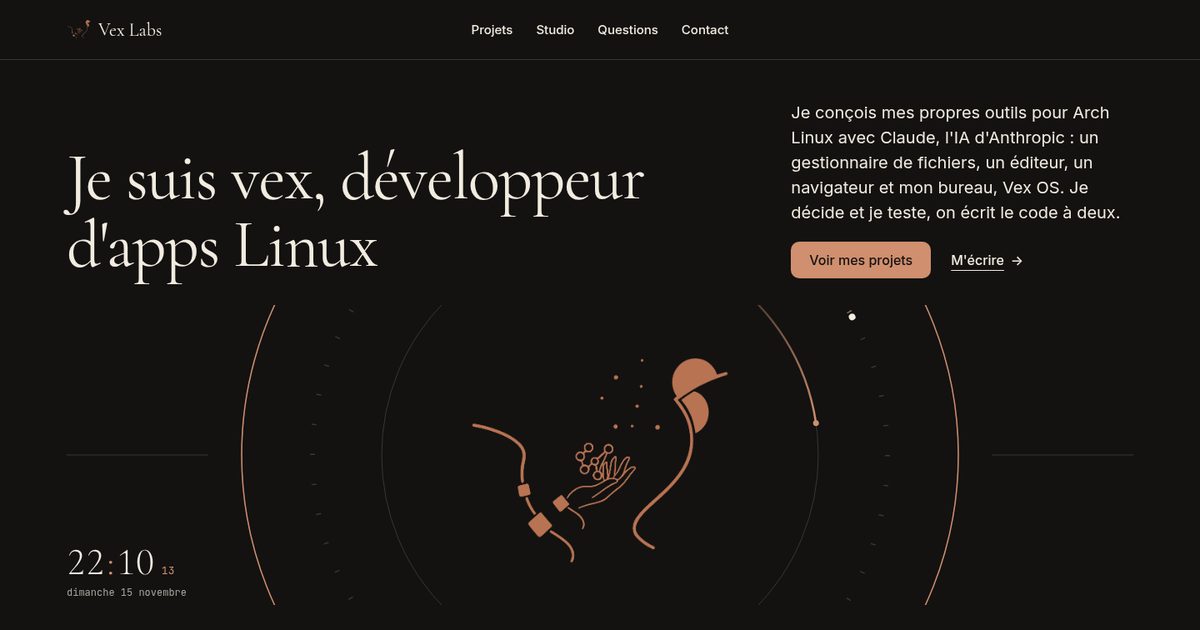 Vex Labs
Projets
Studio
Questions
Contact
Je suis vex, développeur
d'apps Linux
Je conçois mes propres outils pour Arch
Linux avec Claude, l'IA d'Anthropic : un
gestionnaire de fichiers, un éditeur, un
navigateur et mon bureau, Vex OS. Je
décide et je teste, on écrit le code à deux.
Voir mes projets
M'écrire →
22:10 13
dimanche 15 novembre